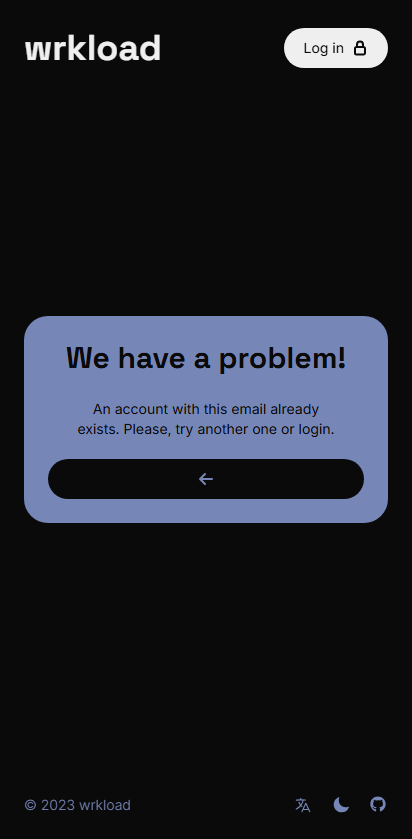 wrkload
Log in
We have a problem!
An account with this email already
exists. Please, try another one or login.
© 2023 wrkload